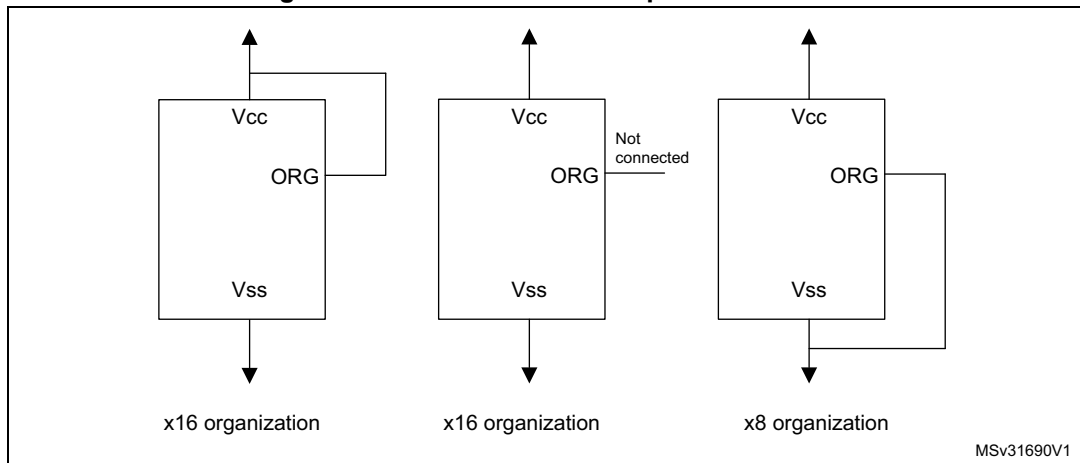 Vcc
ORG
Vss
x16 organization
Vcc
Not
connected
ORG
Vss
x16 organization
Vcc
ORG
Vss
x8 organization
MSv31690V1